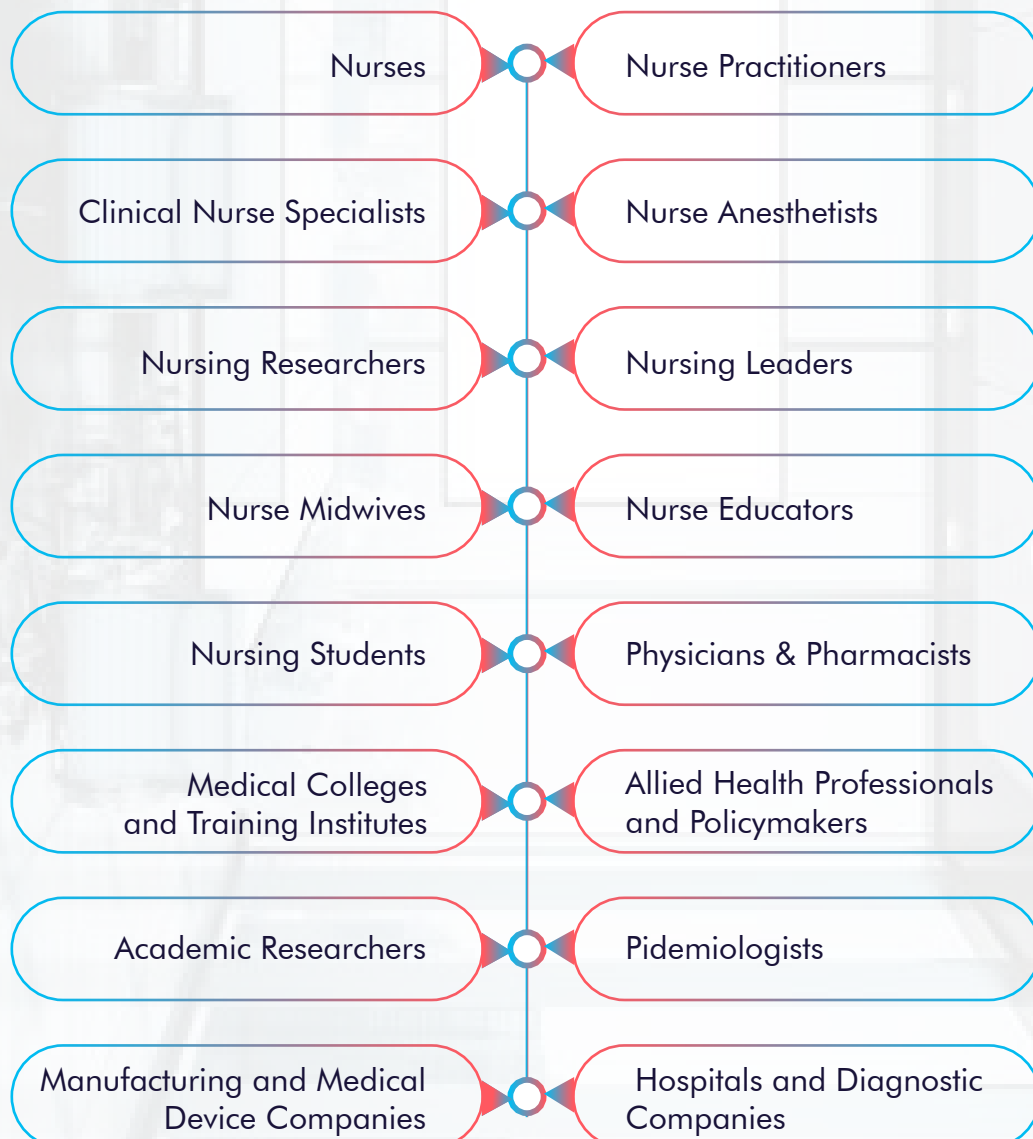 Nurses
Nurse Practitioners
Clinical Nurse Specialists
Nurse Anesthetists
Nursing Researchers
Nursing Leaders
Nurse Midwives
Nurse Educators
Nursing Students
Physicians & Pharmacists
Medical Colleges
and Training Institutes
Allied Health Professionals
and Policymakers
Academic Researchers
Pidemiologists
Manufacturing and Medical
Device Companies
Hospitals and Diagnostic
Companies